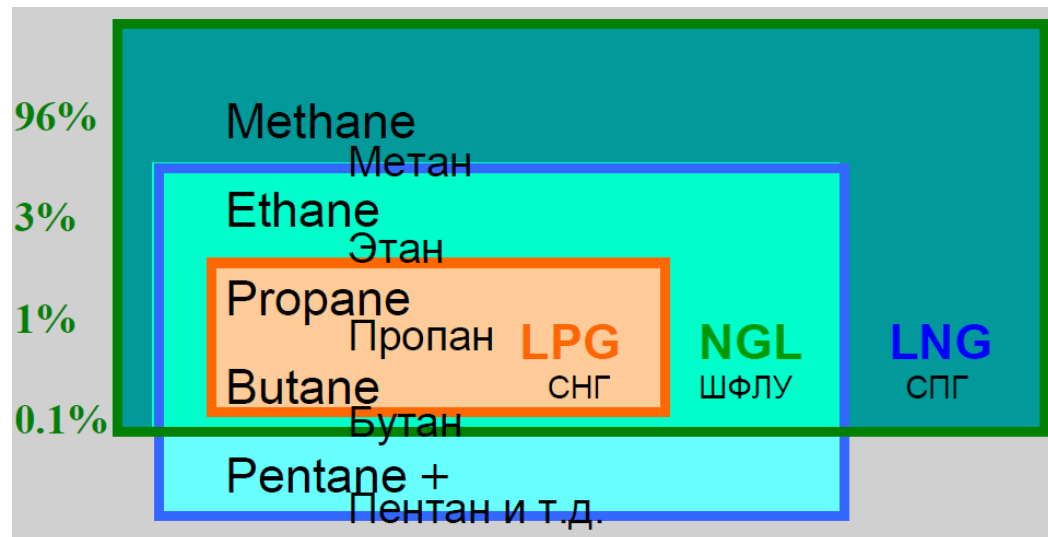 96%
Methane
Метан
3%
Ethane
Этан
1%
Propane
Пропан
LPG
NGL
LNG
Butane
СНГ
ШФЛУ
СПГ
0.1%
Бутан
Pentane +
Пентан и т.д.